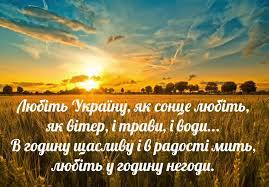 Любіть Україну, як сонце любіть,
як вітер, і трави, і води...
В годину щасливу і в радості мить,
любіть у годину негоди.